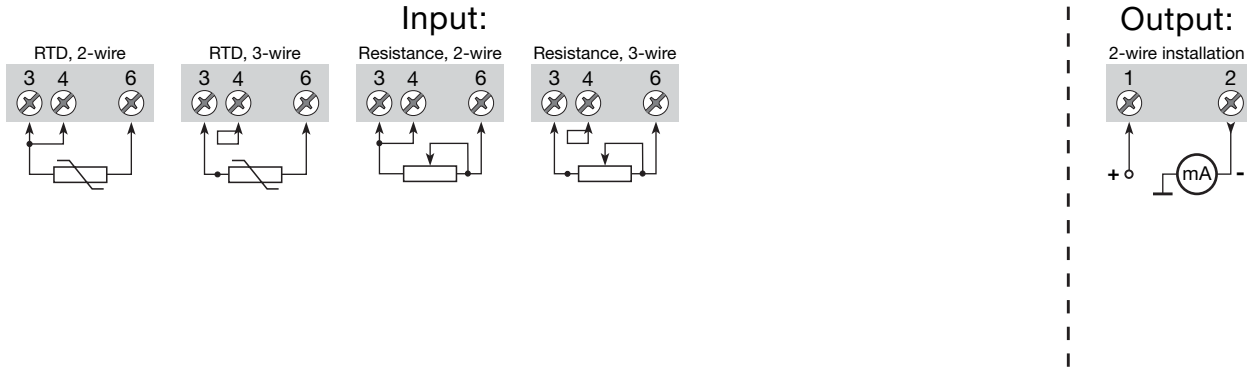 Input:
RTD, 2-wire
3 4 6
RTD, 3-wire
3 4 6
Resistance, 2-wire
3 4 6
Resistance, 3-wire
3 4 6
Output:
2-wire installation
1 2
+ mA -